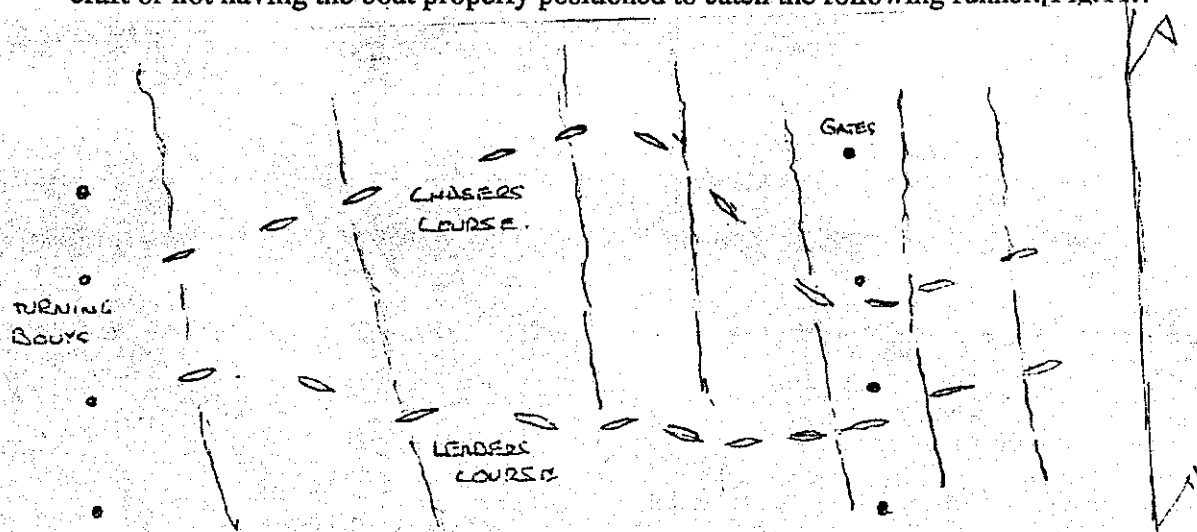 craft or not having the boat properly positioned to catch the following runner.
GATES
CHASERS
COURSE.
TURNING
BOUYS
LEADERS
COURSE